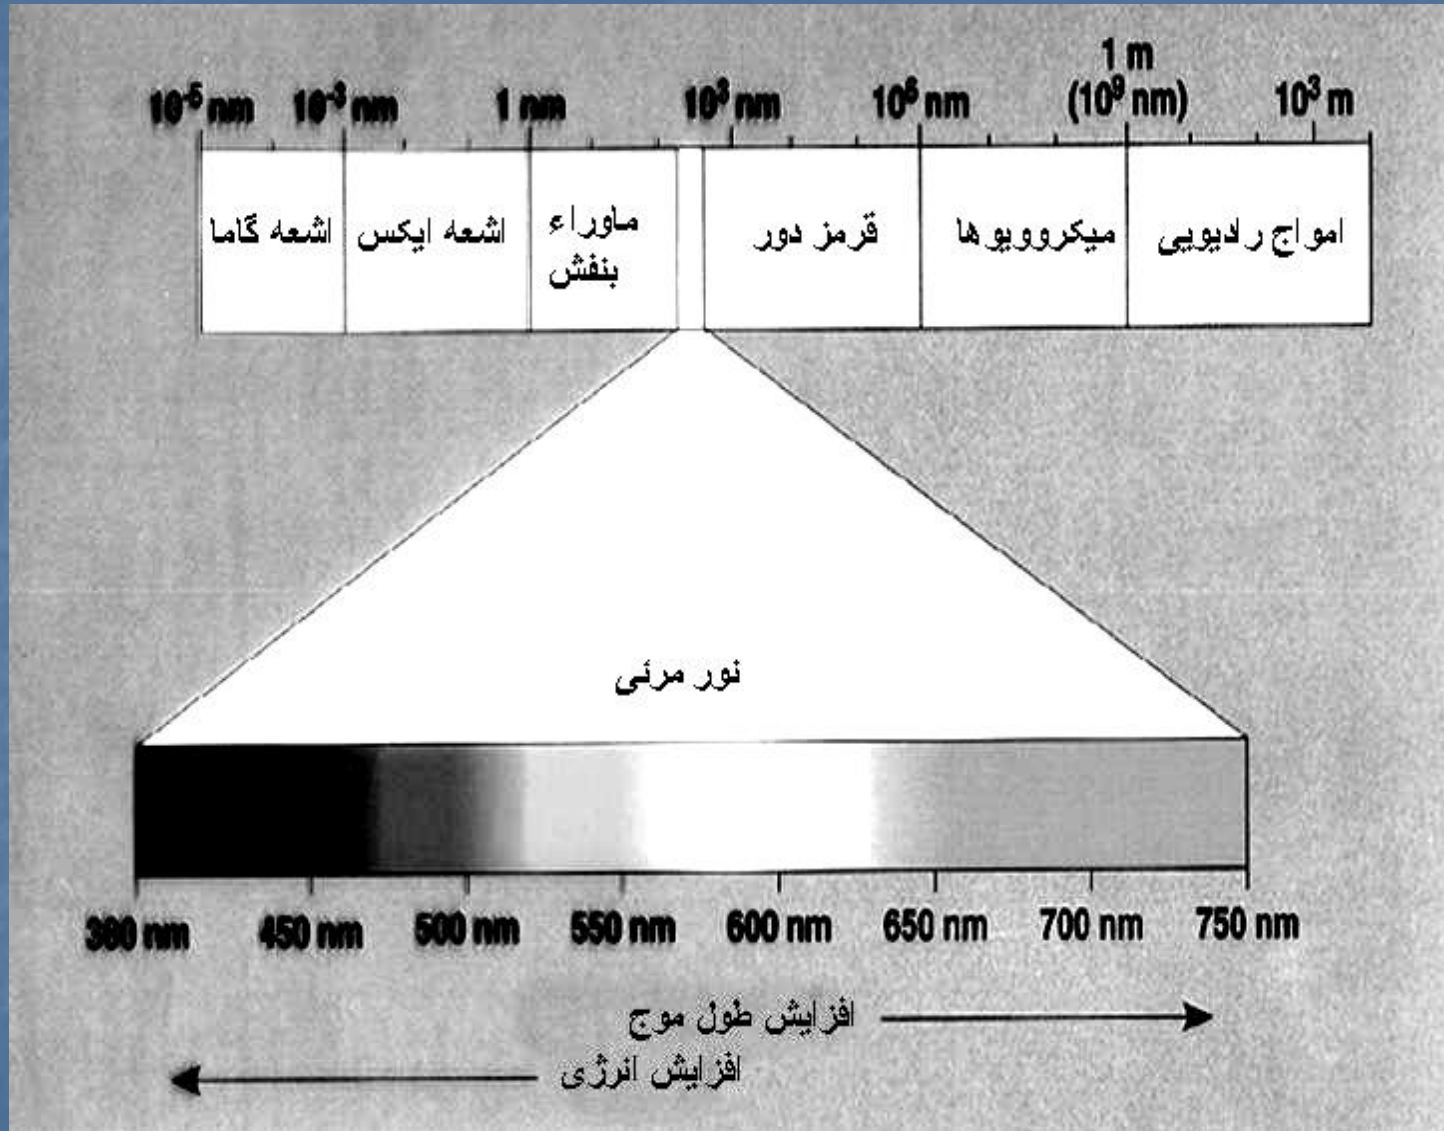 1 m
10⁻⁵ nm 10⁻³ nm 1 nm 10³ nm 10⁶ nm (10⁹ nm) 10³ m
اشعه گاما
اشعه ایکس
ماوراء
بنفش
قرمز دور
میکروویوها
امواج رادیویی
نور مرئی
380 nm 450 nm 500 nm 550 nm 600 nm 650 nm 700 nm 750 nm
افزایش طول موج
افزایش انرژی